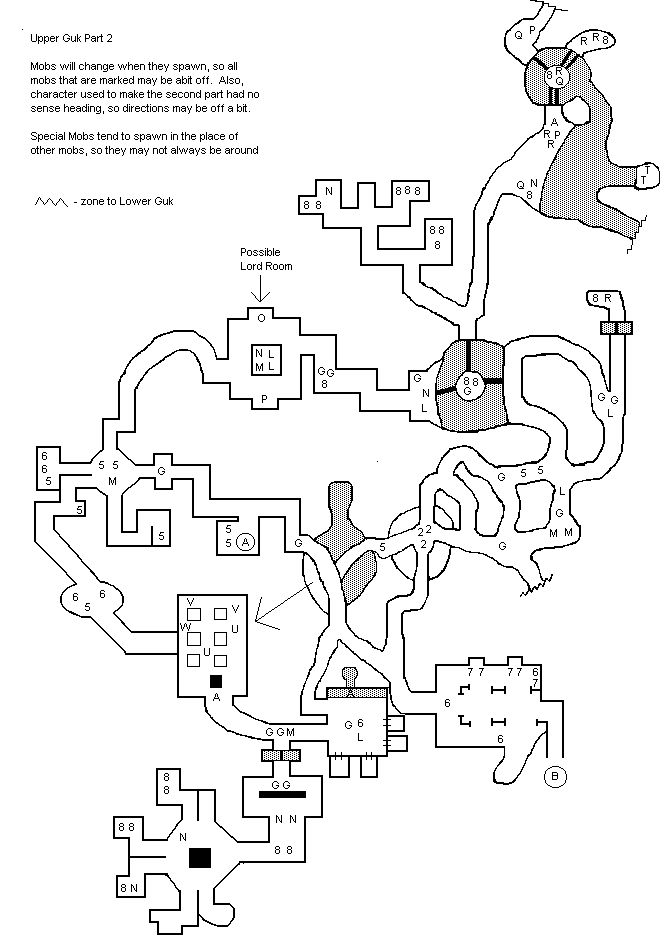 Upper Guk Part 2
Mobs will change when they spawn, so all
mobs that are marked may be abit off. Also,
character used to make the second part had no
sense heading, so directions may be off a bit.
Special Mobs tend to spawn in the place of
other mobs, so they may not always be around
- zone to Lower Guk
Q P
R R 8
8 R
Q
A
R P
R
T
T
Q N
8
N
8 8
8 8 8
8 8
8
Possible
Lord Room
O
N L
M L
P
G G
8
G
N
L
8 8
G
8 R
G G
L
6
6
5
5 5
M
G
5
5
5
5 A
G
5
2 2
2
G 5 5
L
G
M M
G
6 5 6
V V
W U
U
A
G G M
A
G 6
L
7 7 7 7 6
7
6
6
B
G G
N N
8 8
8
8
8 8
N
8 N